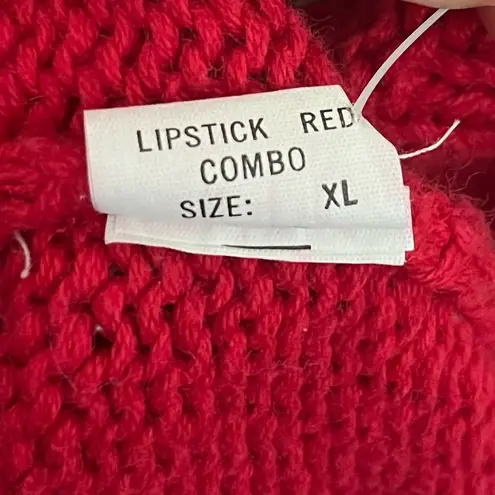 LIPSTICK RED
COMBO
SIZE: XL